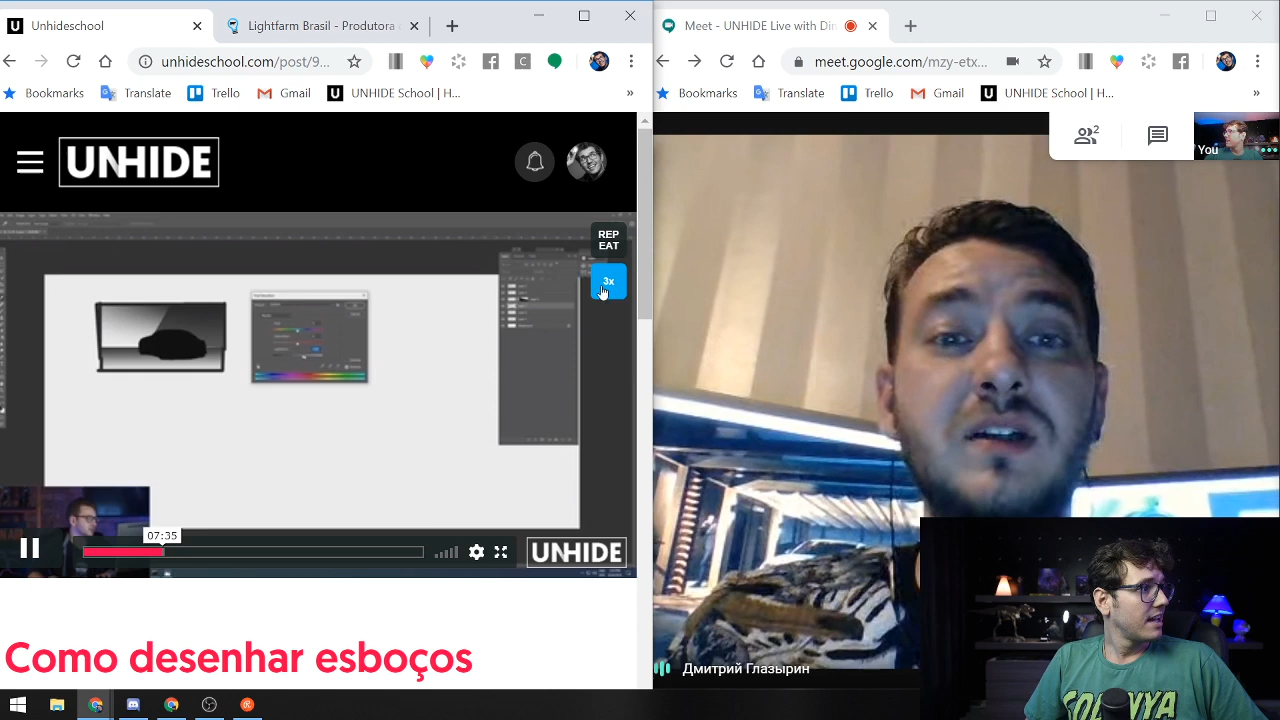 Unhideschool
Lightfarm Brasil - Produtora
unhideschool.com/post/9...
Bookmarks
Translate
Trello
Gmail
UNHIDE School | H...
»
UNHIDE
REP
EAT
3x
07:35
UNHIDE
Como desenhar esboços
Meet - UNHIDE Live with Din
meet.google.com/mzy-etx...
Bookmarks
Translate
Trello
Gmail
UNHIDE School | H...
»
2
You
Дмитрий Глазырин